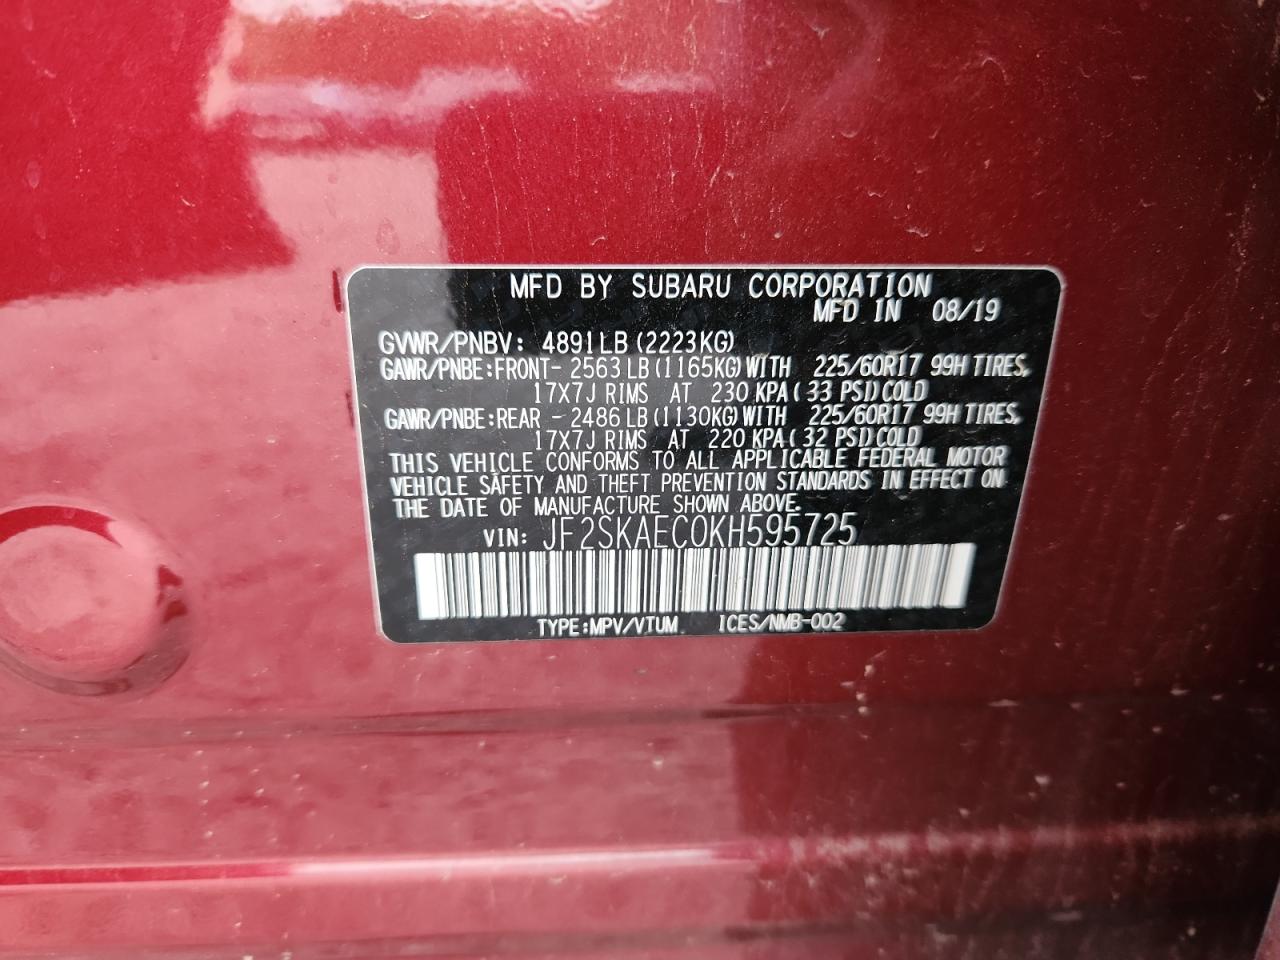 MFD BY SUBARU CORPORATION
MFD IN 08/19
GVWR/PNBV: 4891LB (2223KG)
GAWR/PNBE:FRONT- 2563 LB (1165KG) WITH 225/60R17 99H TIRES,
17X7J RIMS AT 230 KPA( 33 PSI) COLD
GAWR/PNBE:REAR - 2486 LB (1130KG) WITH 225/60R17 99H TIRES,
17X7J RIMS AT 220 KPA( 32 PSI) COLD
THIS VEHICLE CONFORMS TO ALL APPLICABLE FEDERAL MOTOR
VEHICLE SAFETY AND THEFT PREVENTION STANDARDS IN EFFECT ON
THE DATE OF MANUFACTURE SHOWN ABOVE.
VIN: JF2SKAEC0KH595725
TYPE:MPV/VTUM ICES/NMB-002